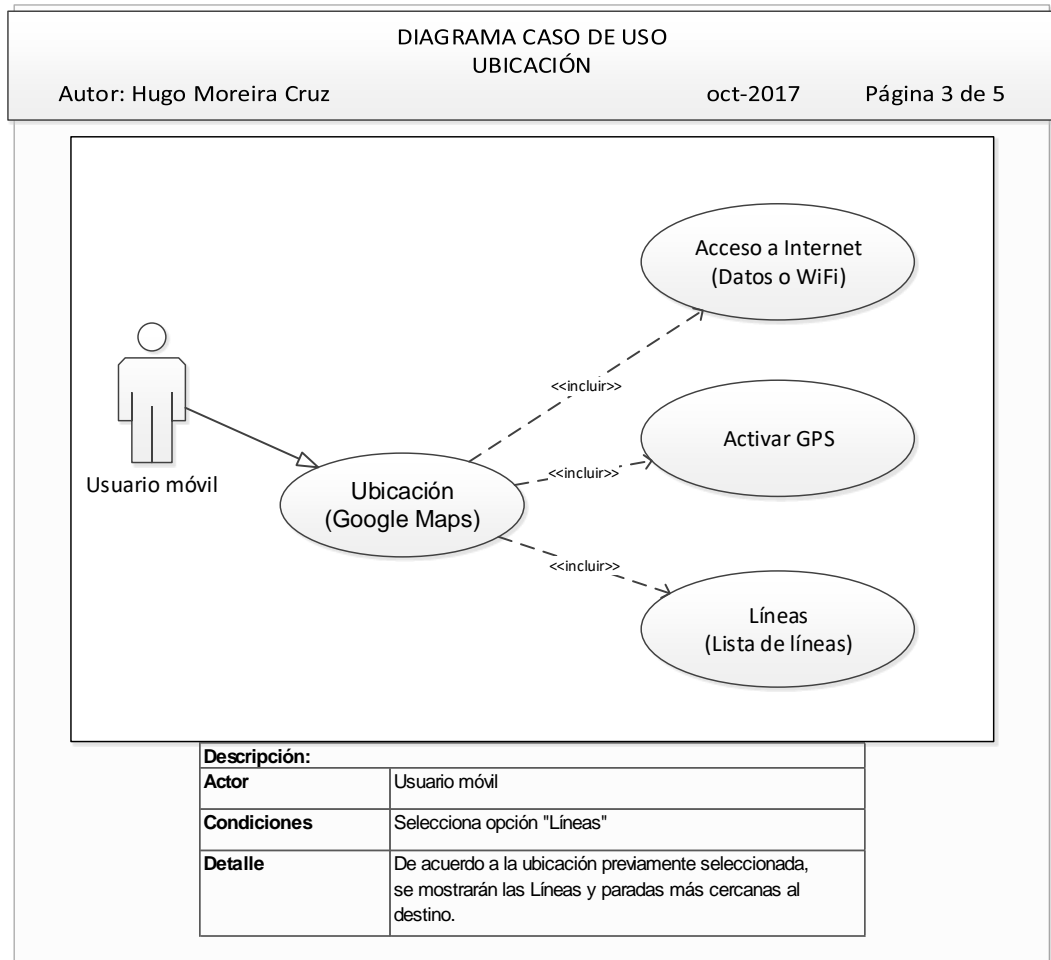 DIAGRAMA CASO DE USO
UBICACIÓN
Autor: Hugo Moreira Cruz oct-2017 Página 3 de 5
Acceso a Internet
(Datos o WiFi)
<<incluir>>
Activar GPS
<<incluir>>
Usuario móvil
Ubicación
(Google Maps)
<<incluir>>
Líneas
(Lista de líneas)
Descripción:
Actor Usuario móvil
Condiciones Selecciona opción "Líneas"
Detalle De acuerdo a la ubicación previamente seleccionada,
se mostrarán las Líneas y paradas más cercanas al
destino.